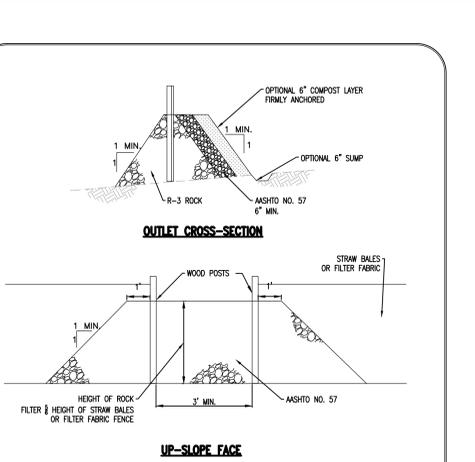 OPTIONAL 6" COMPOST LAYER
FIRMLY ANCHORED
1 MIN.
1
1 MIN.
1
OPTIONAL 6" SUMP
R-3 ROCK
AASHTO NO. 57
6" MIN.
OUTLET CROSS-SECTION
STRAW BALES
OR FILTER FABRIC
WOOD POSTS
1'
1'
1 MIN.
1
HEIGHT OF ROCK
FILTER HEIGHT OF STRAW BALES
OR FILTER FABRIC FENCE
3' MIN.
AASHTO NO. 57
UP-SLOPE FACE